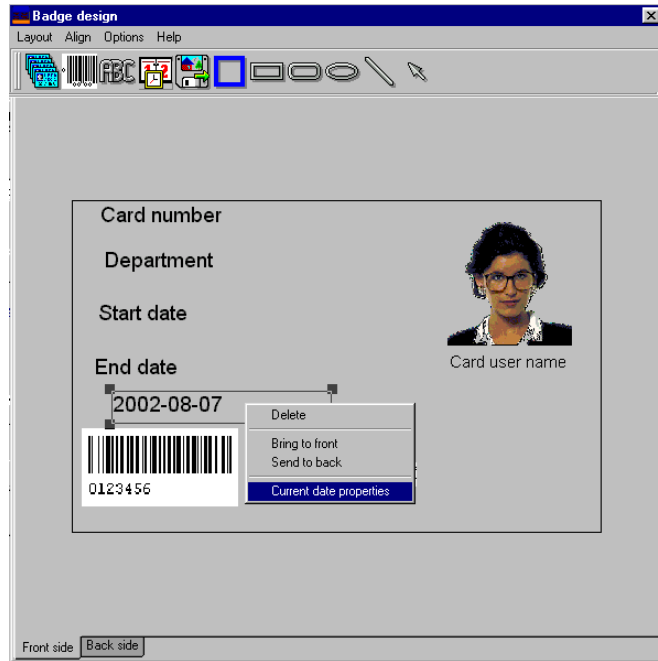 Badge design
Layout Align Options Help
ABC
Card number
Department
Start date
End date
Card user name
2002-08-07
Delete
Bring to front
Send to back
Current date properties
0123456
Front side Back side